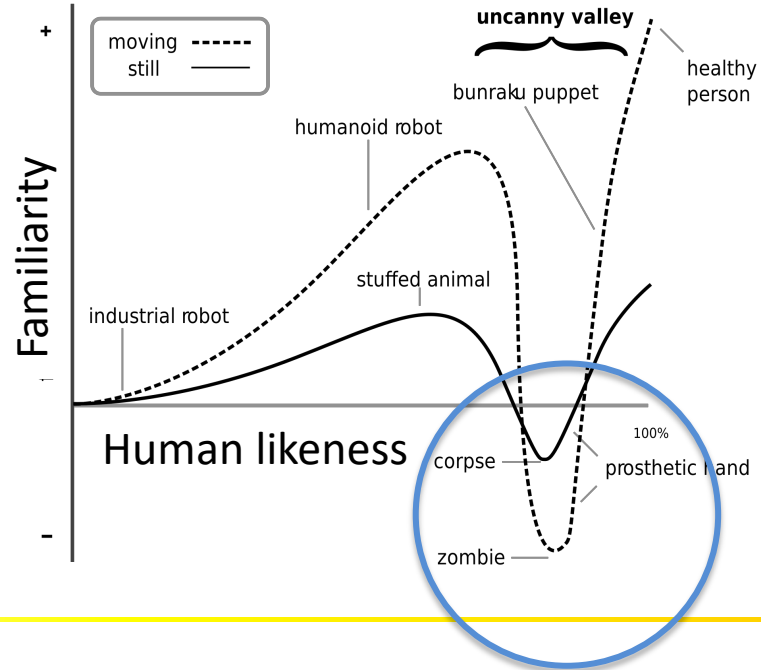 +
uncanny valley
moving
still
healthy
person
bunraku puppet
humanoid robot
Familiarity
stuffed animal
industrial robot
100%
Human likeness
corpse
prosthetic hand
–
zombie